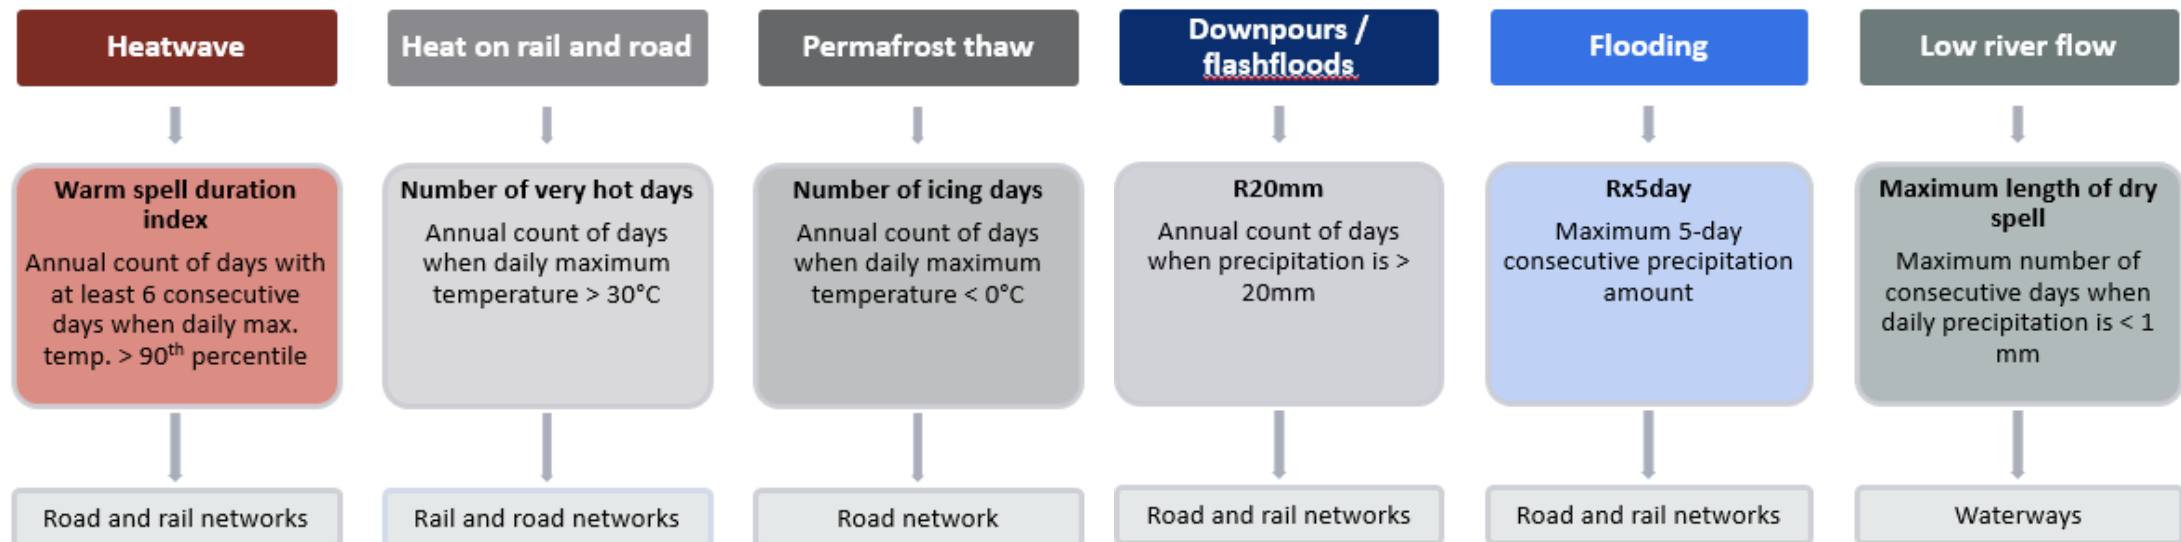 Heatwave
Heat on rail and road
Permafrost thaw
Downpours /
flashfloods
Flooding
Low river flow
Warm spell duration
index
Annual count of days with
at least 6 consecutive
days when daily max.
temp. > 90th percentile
Number of very hot days
Annual count of days
when daily maximum
temperature > 30°C
Number of icing days
Annual count of days
when daily maximum
temperature < 0°C
R20mm
Annual count of days
when precipitation is >
20mm
Rx5day
Maximum 5-day
consecutive precipitation
amount
Maximum length of dry
spell
Maximum number of
consecutive days when
daily precipitation is < 1
mm
Road and rail networks
Rail and road networks
Road network
Road and rail networks
Road and rail networks
Waterways